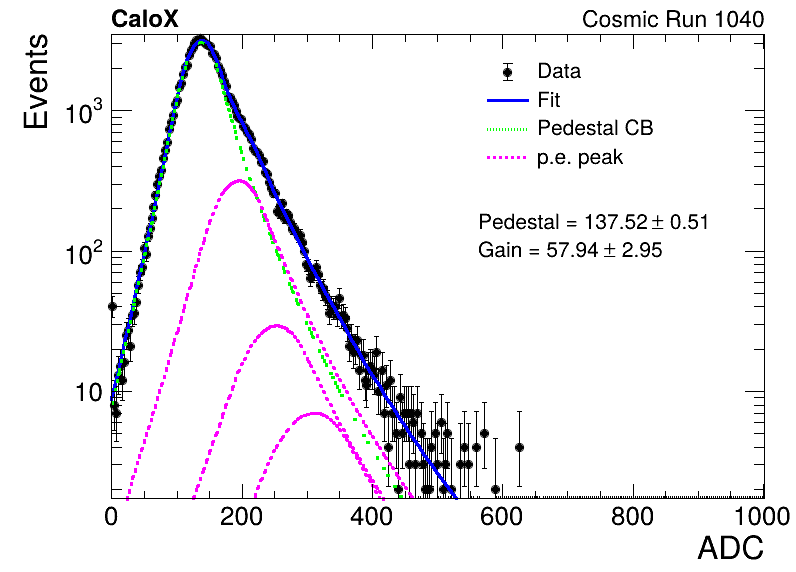 CaloX Cosmic Run 1040
Events
Data
Fit
Pedestal CB
p.e. peak
Pedestal = 137.52 ± 0.51
Gain = 57.94 ± 2.95
10³
10²
10
0 200 400 600 800 1000
ADC